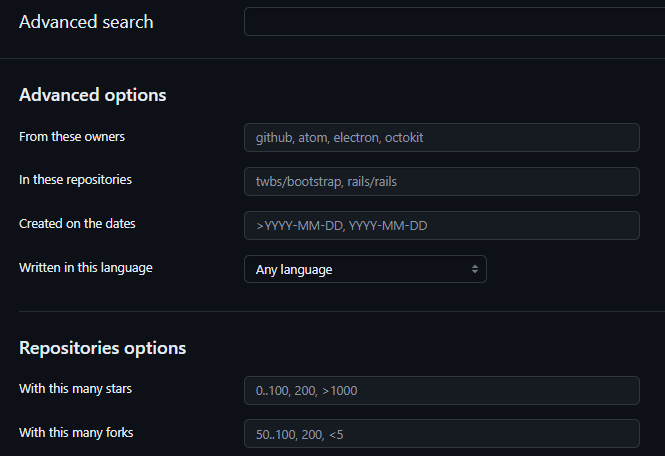 Advanced search
Advanced options
From these owners github, atom, electron, octokit
In these repositories twbs/bootstrap, rails/rails
Created on the dates >YYYY-MM-DD, YYYY-MM-DD
Written in this language Any language
Repositories options
With this many stars 0..100, 200, >1000
With this many forks 50..100, 200, <5